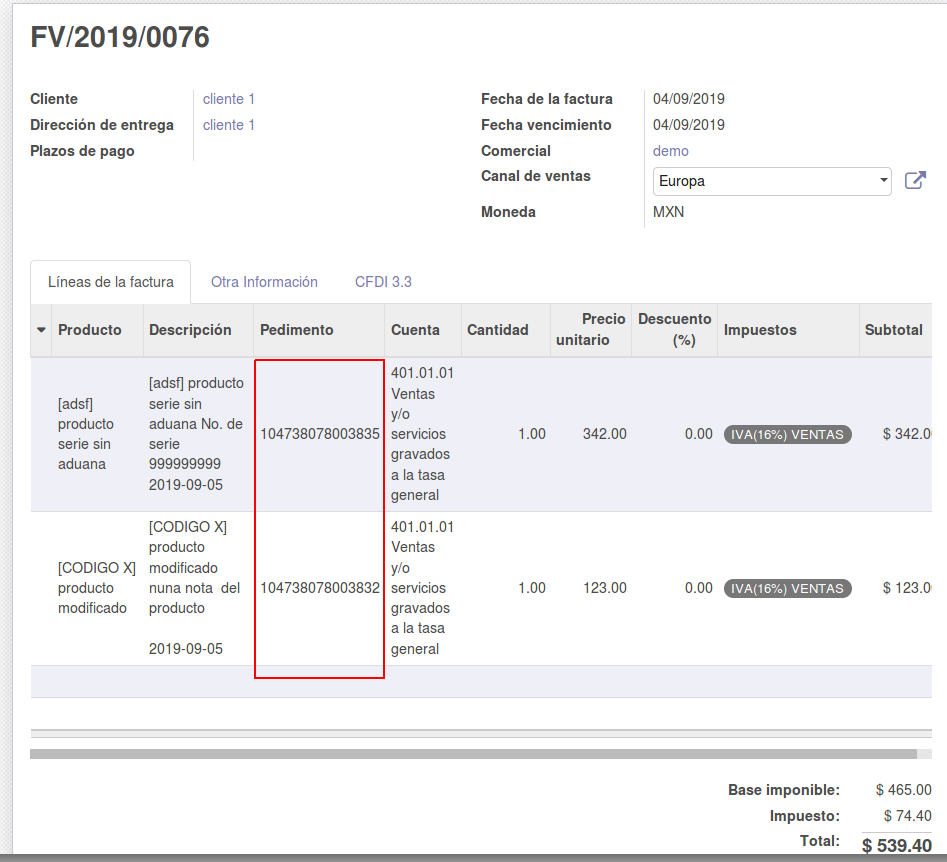 FV/2019/0076
Cliente cliente 1
Dirección de entrega cliente 1
Plazos de pago
Fecha de la factura 04/09/2019
Fecha vencimiento 04/09/2019
Comercial demo
Canal de ventas Europa
Moneda MXN
Líneas de la factura Otra Información CFDI 3.3
Producto Descripción Pedimento Cuenta Cantidad Precio unitario Descuento (%) Impuestos Subtotal
[adsf]
producto
serie sin
aduana
[adsf] producto
serie sin
aduana No. de
serie
999999999
2019-09-05
104738078003835
401.01.01
Ventas
y/o
servicios
gravados
a la tasa
general
1.00 342.00 0.00 IVA(16%) VENTAS $ 342.0
[CODIGO X]
producto
modificado
[CODIGO X]
producto
modificado
nuna nota del
producto
2019-09-05
104738078003832
401.01.01
Ventas
y/o
servicios
gravados
a la tasa
general
1.00 123.00 0.00 IVA(16%) VENTAS $ 123.0
Base imponible: $ 465.00
Impuesto: $ 74.40
Total: $ 539.40